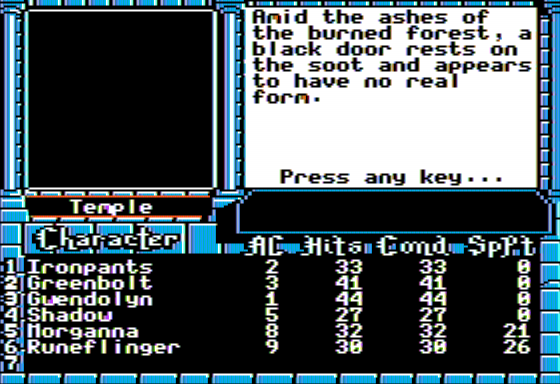 Amid the ashes of
the burned forest, a
black door rests on
the soot and appears
to have no real
form.
Press any key...
Temple
Character AC Hits Cond SpPt
1 Ironpants 2 33 33 0
2 Greenbolt 3 41 41 0
3 Gwendolyn 1 44 44 0
4 Shadow 5 27 27 0
5 Morganna 8 32 32 21
6 Runeflinger 9 30 30 26
7